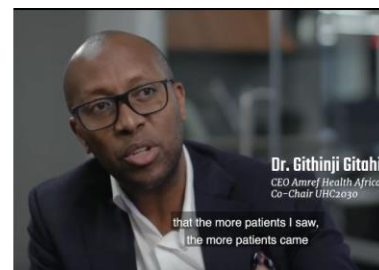 Dr. Githinji Gitahi
CEO Amref Health Africa
Co-Chair UHC2030
that the more patients I saw,
the more patients came